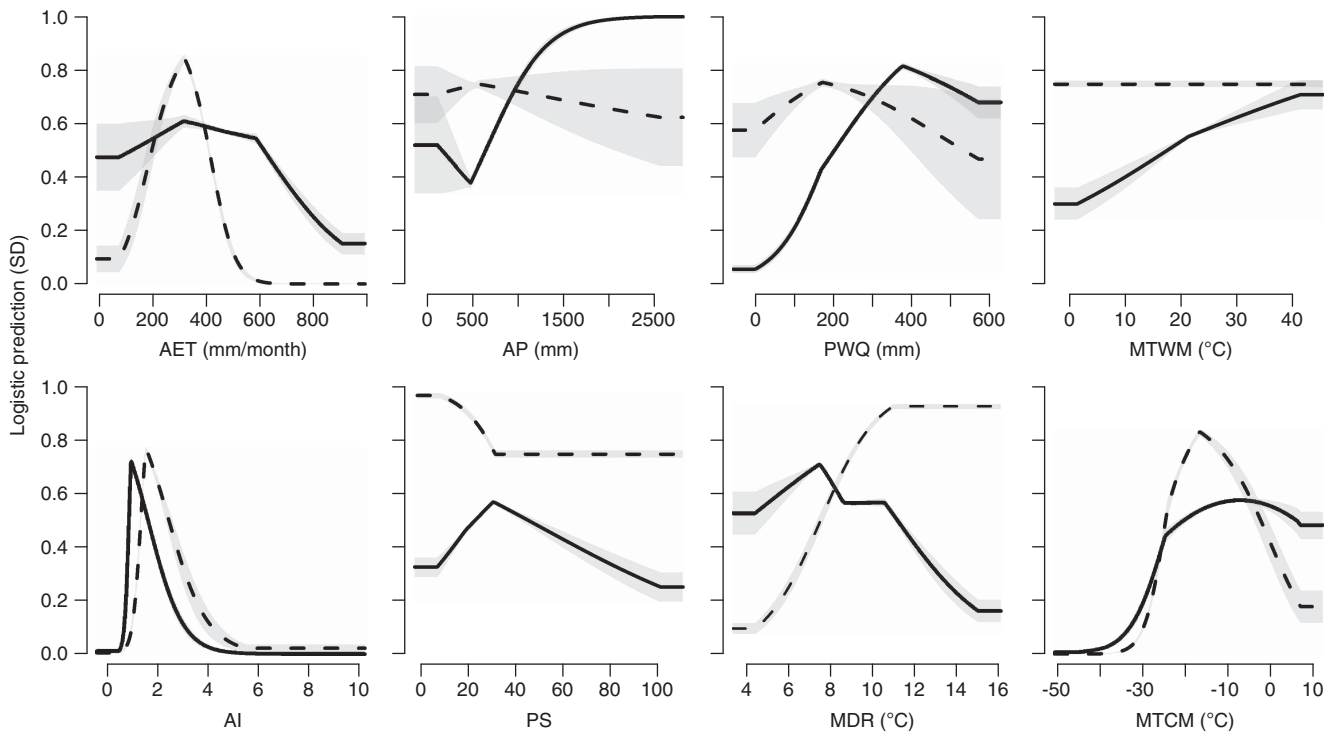 Logistic prediction (SD)
1.0
0.8
0.6
0.4
0.2
0.0
0 200 400 600 800
AET (mm/month)
0 500 1500 2500
AP (mm)
0 200 400 600
PWQ (mm)
0 10 20 30 40
MTWM (°C)
1.0
0.8
0.6
0.4
0.2
0.0
0 2 4 6 8 10
AI
0 20 40 60 80 100
PS
4 6 8 10 12 14 16
MDR (°C)
-50 -30 -10 0 10
MTCM (°C)